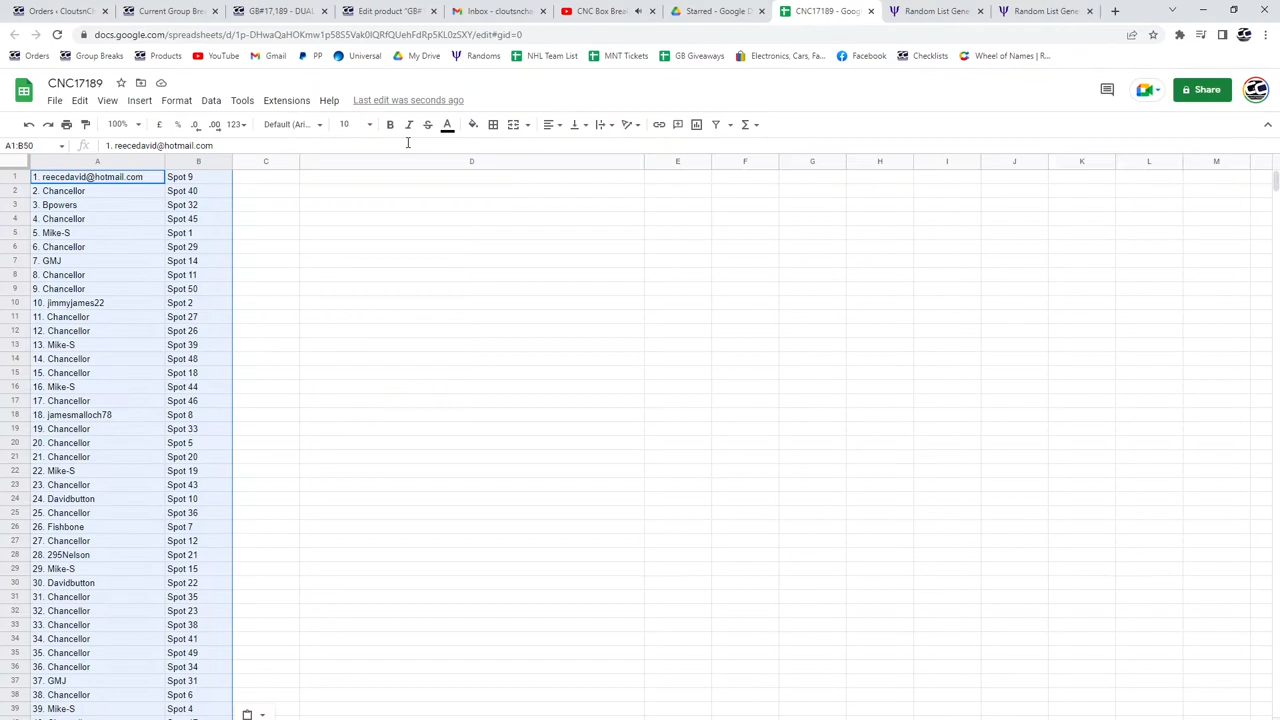 Orders ‹ cloutsnch
Current Group Brea
GB#17,189 - DUAL
Edit product "GB#
Inbox - cloutsnch
CNC Box Break
Starred - Google D
CNC17189 - Goog
Random List Gene
Random List Gene
docs.google.com/spreadsheets/d/1p-DHwaQaHOKmw1p58S5Vak0IQRfQUehFdRp5KL0zSXY/edit#gid=0
Orders
Group Breaks
Products
YouTube
Gmail
PP
Universal
My Drive
Randoms
NHL Team List
MNT Tickets
GB Giveaways
Electronics, Cars, Fa...
Facebook
Checklists
Wheel of Names | R...
CNC17189
File Edit View Insert Format Data Tools Extensions Help Last edit was seconds ago
Share
100% £ % .0 .00 123 Default (Ari... 10 B I S A
A1:B50 fx 1. reecedavid@hotmail.com
A B C D E F G H I J K L M
1 1. reecedavid@hotmail.com Spot 9
2 2. Chancellor Spot 40
3 3. Bpowers Spot 32
4 4. Chancellor Spot 45
5 5. Mike-S Spot 1
6 6. Chancellor Spot 29
7 7. GMJ Spot 14
8 8. Chancellor Spot 11
9 9. Chancellor Spot 50
10 10. jimmyjames22 Spot 2
11 11. Chancellor Spot 27
12 12. Chancellor Spot 26
13 13. Mike-S Spot 39
14 14. Chancellor Spot 48
15 15. Chancellor Spot 18
16 16. Mike-S Spot 44
17 17. Chancellor Spot 46
18 18. jamesmalloch78 Spot 8
19 19. Chancellor Spot 33
20 20. Chancellor Spot 5
21 21. Chancellor Spot 20
22 22. Mike-S Spot 19
23 23. Chancellor Spot 43
24 24. Davidbutton Spot 10
25 25. Chancellor Spot 36
26 26. Fishbone Spot 7
27 27. Chancellor Spot 12
28 28. 295Nelson Spot 21
29 29. Mike-S Spot 15
30 30. Davidbutton Spot 22
31 31. Chancellor Spot 35
32 32. Chancellor Spot 23
33 33. Chancellor Spot 38
34 34. Chancellor Spot 41
35 35. Chancellor Spot 49
36 36. Chancellor Spot 34
37 37. GMJ Spot 31
38 38. Chancellor Spot 6
39 39. Mike-S Spot 4